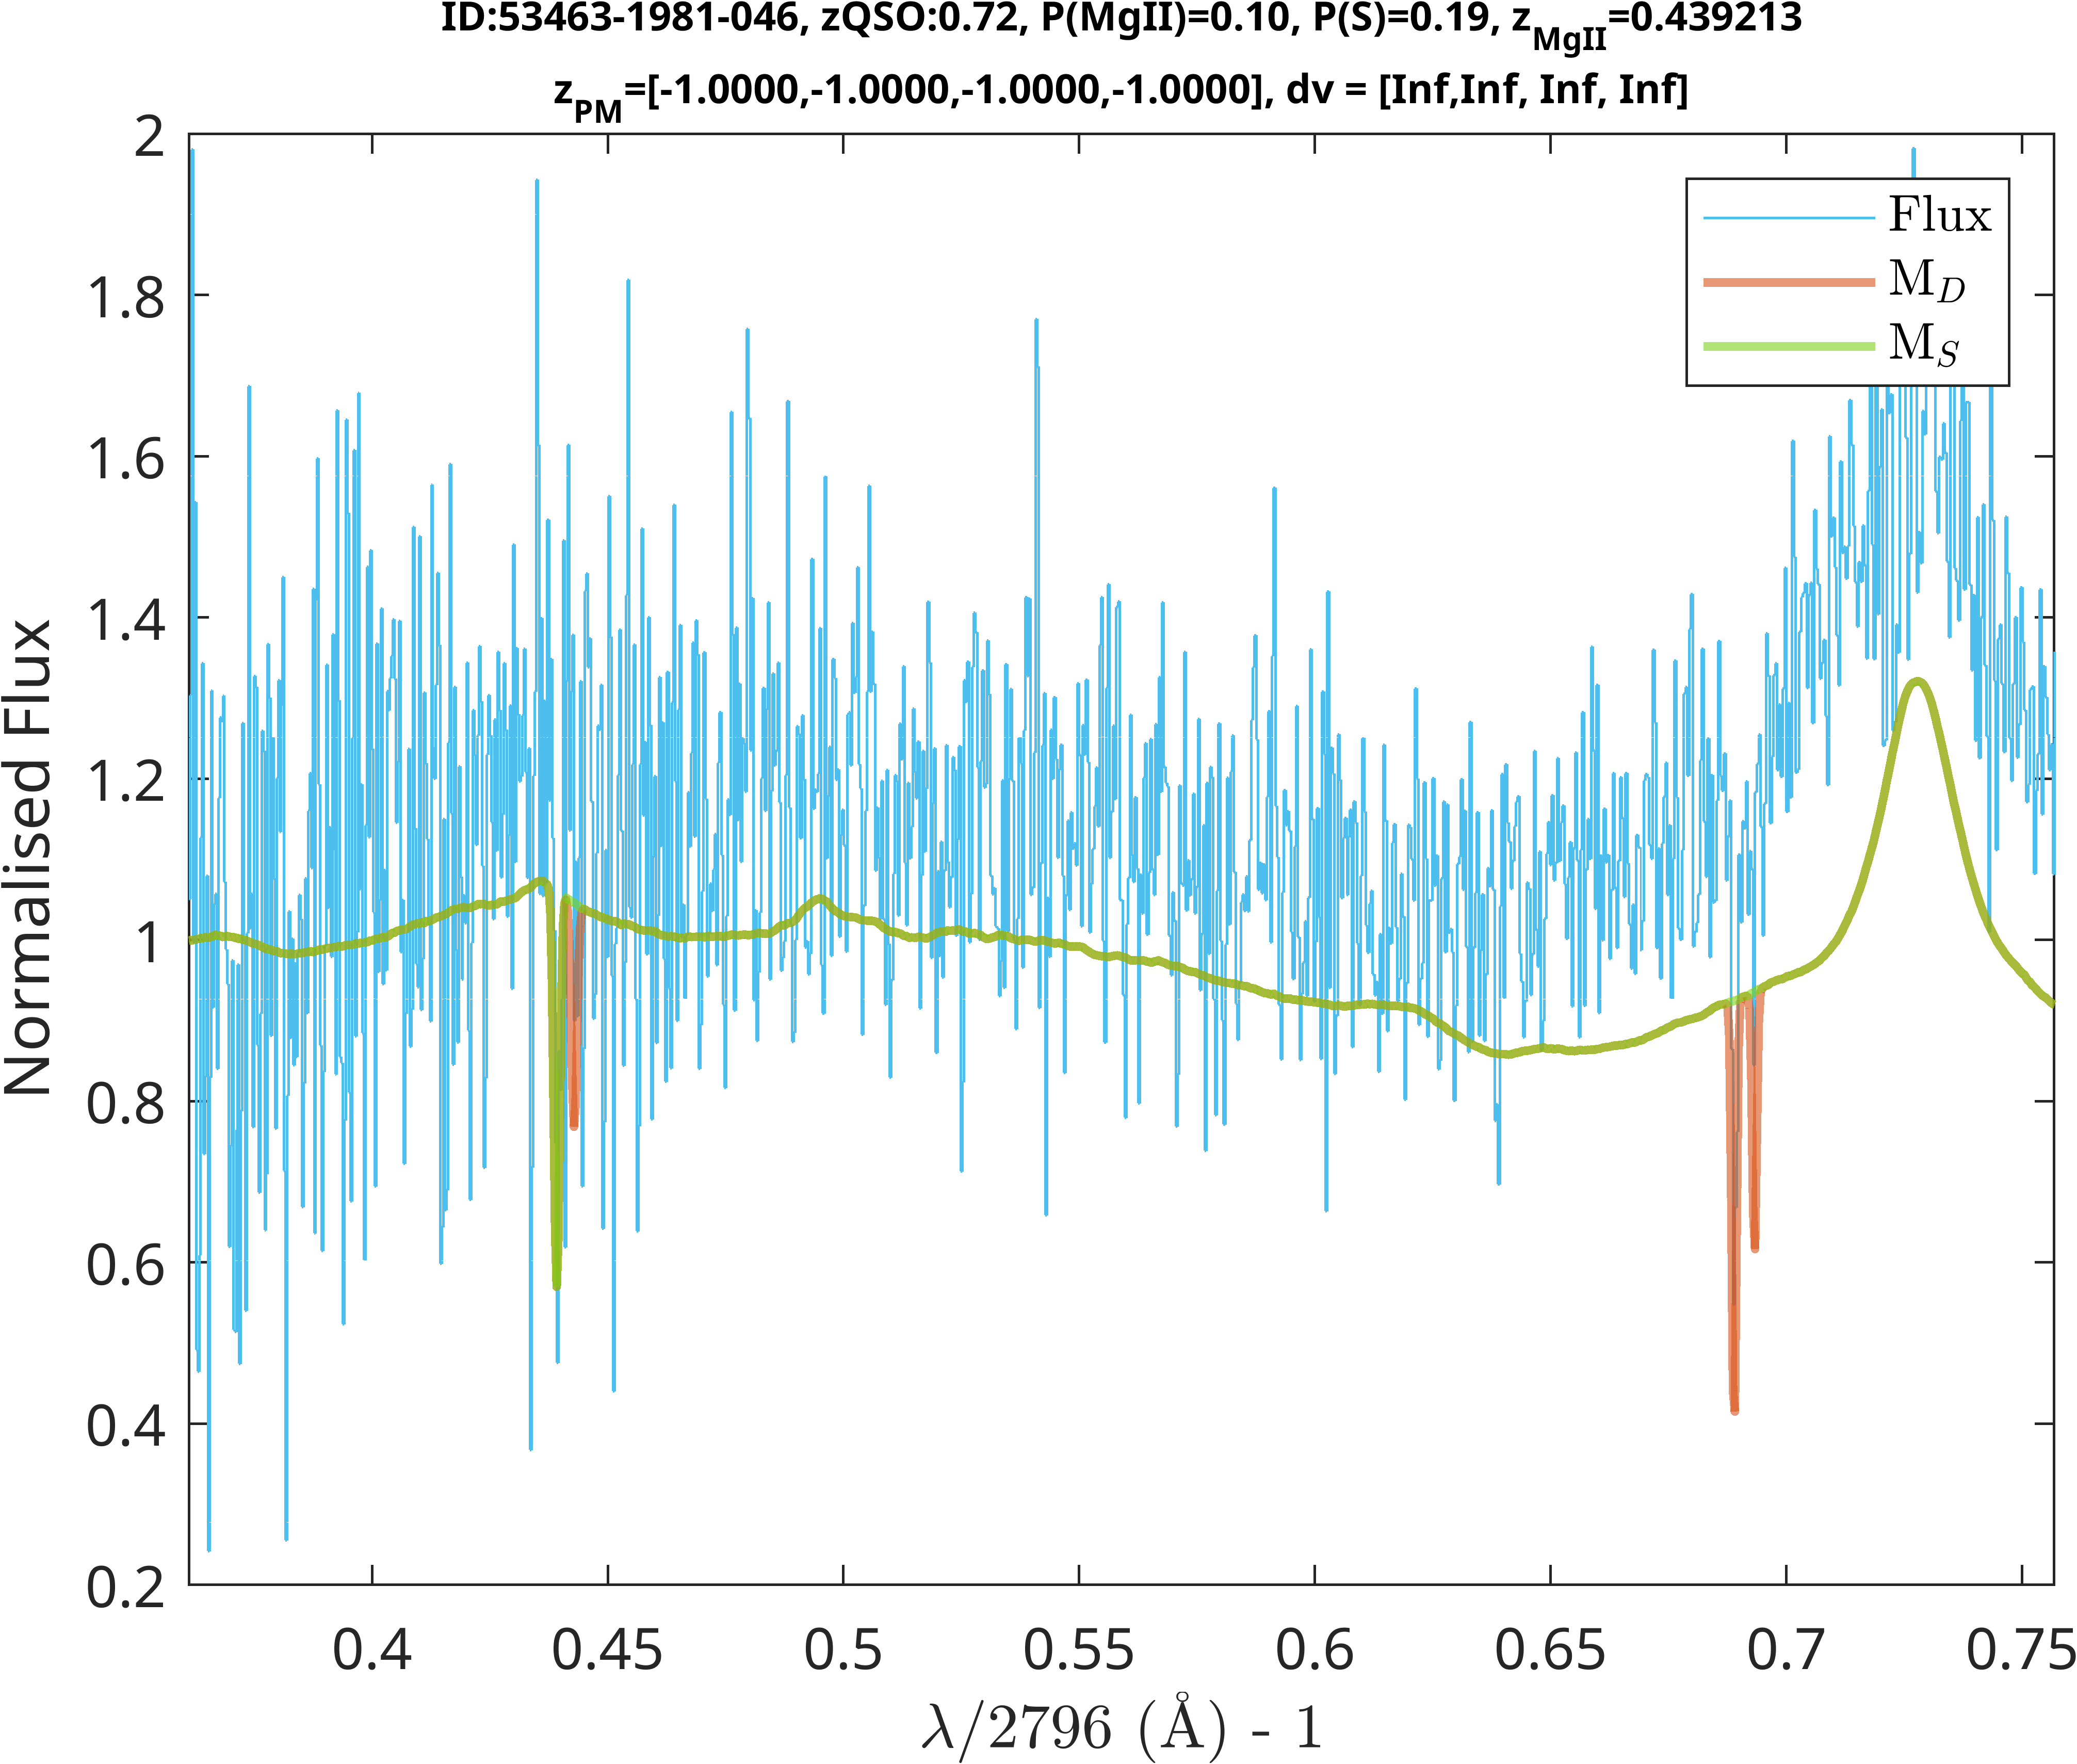 ID:53463-1981-046, zQSO:0.72, P(MgII)=0.10, P(S)=0.19, zMgII=0.439213
zPM=[-1.0000,-1.0000,-1.0000,-1.0000], dv = [Inf,Inf, Inf, Inf]
2
1.8
1.6
1.4
1.2
1
0.8
0.6
0.4
0.2
Normalised Flux
Flux
MD
MS
0.4 0.45 0.5 0.55 0.6 0.65 0.7 0.75
λ/2796 (Å) - 1